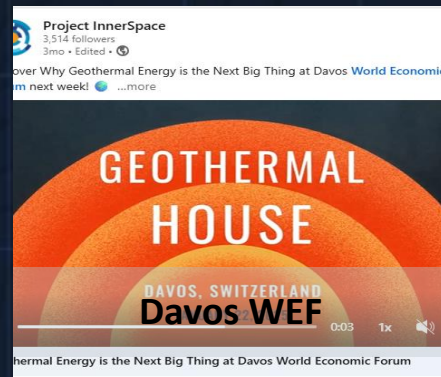 Project InnerSpace
3,514 followers
3mo • Edited •
over Why Geothermal Energy is the Next Big Thing at Davos World Economic
um next week! 🌎 ...more
GEOTHERMAL
HOUSE
DAVOS, SWITZERLAND
Davos WEF
0:03 1x
hermal Energy is the Next Big Thing at Davos World Economic Forum